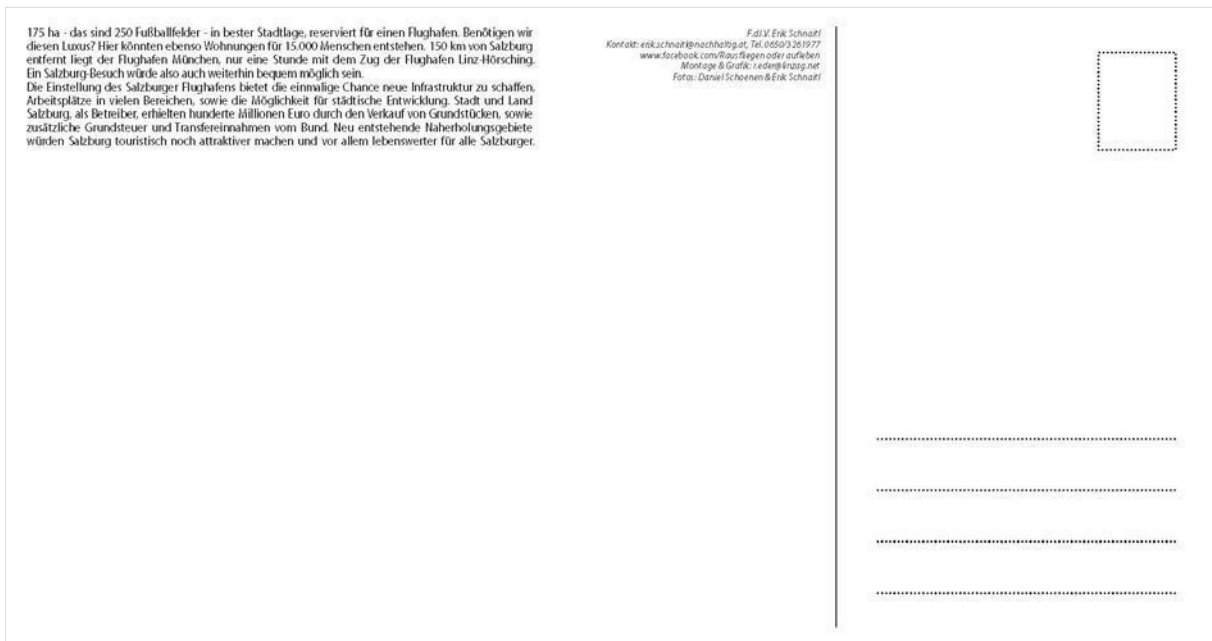 175 ha - das sind 250 Fußballfelder - in bester Stadtlage, reserviert für einen Flughafen. Benötigen wir
diesen Luxus? Hier könnten ebenso Wohnungen für 15.000 Menschen entstehen. 150 km von Salzburg
entfernt liegt der Flughafen München, nur eine Stunde mit dem Zug der Flughafen Linz-Hörsching.
Ein Salzburg-Besuch würde also auch weiterhin bequem möglich sein.
Die Einstellung des Salzburger Flughafens bietet die einmalige Chance neue Infrastruktur zu schaffen,
Arbeitsplätze in vielen Bereichen, sowie die Möglichkeit für städtische Entwicklung. Stadt und Land
Salzburg, als Betreiber, erhielten hunderte Millionen Euro durch den Verkauf von Grundstücken, sowie
zusätzliche Grundsteuer und Transfereinnahmen vom Bund. Neu entstehende Naherholungsgebiete
würden Salzburg touristisch noch attraktiver machen und vor allem lebenswerter für alle Salzburger.
F.d.I.V. Erik Schnaitl
Kontakt: erik.schnaitl@nachhaltig.at, Tel. 0650/3 261977
www.facebook.com/Rausfliegen oder aufleben
Montage & Grafik: r.eder@linzag.net
Fotos: Daniel Schoenen & Erik Schnaitl